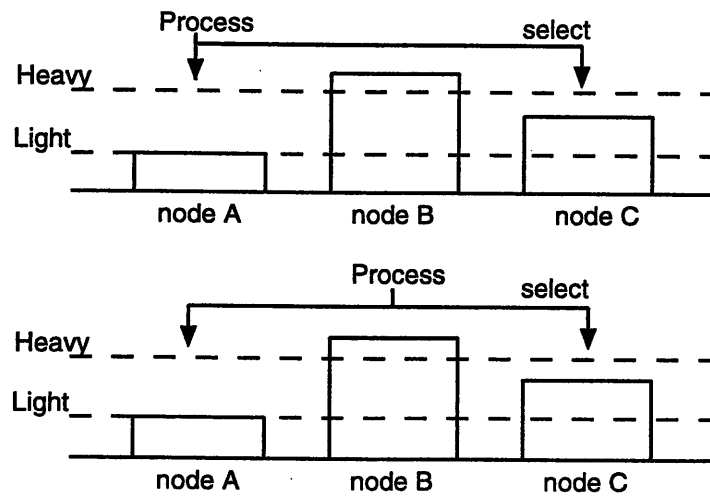 Process
select
Heavy
Light
node A node B node C
Process
select
Heavy
Light
node A node B node C